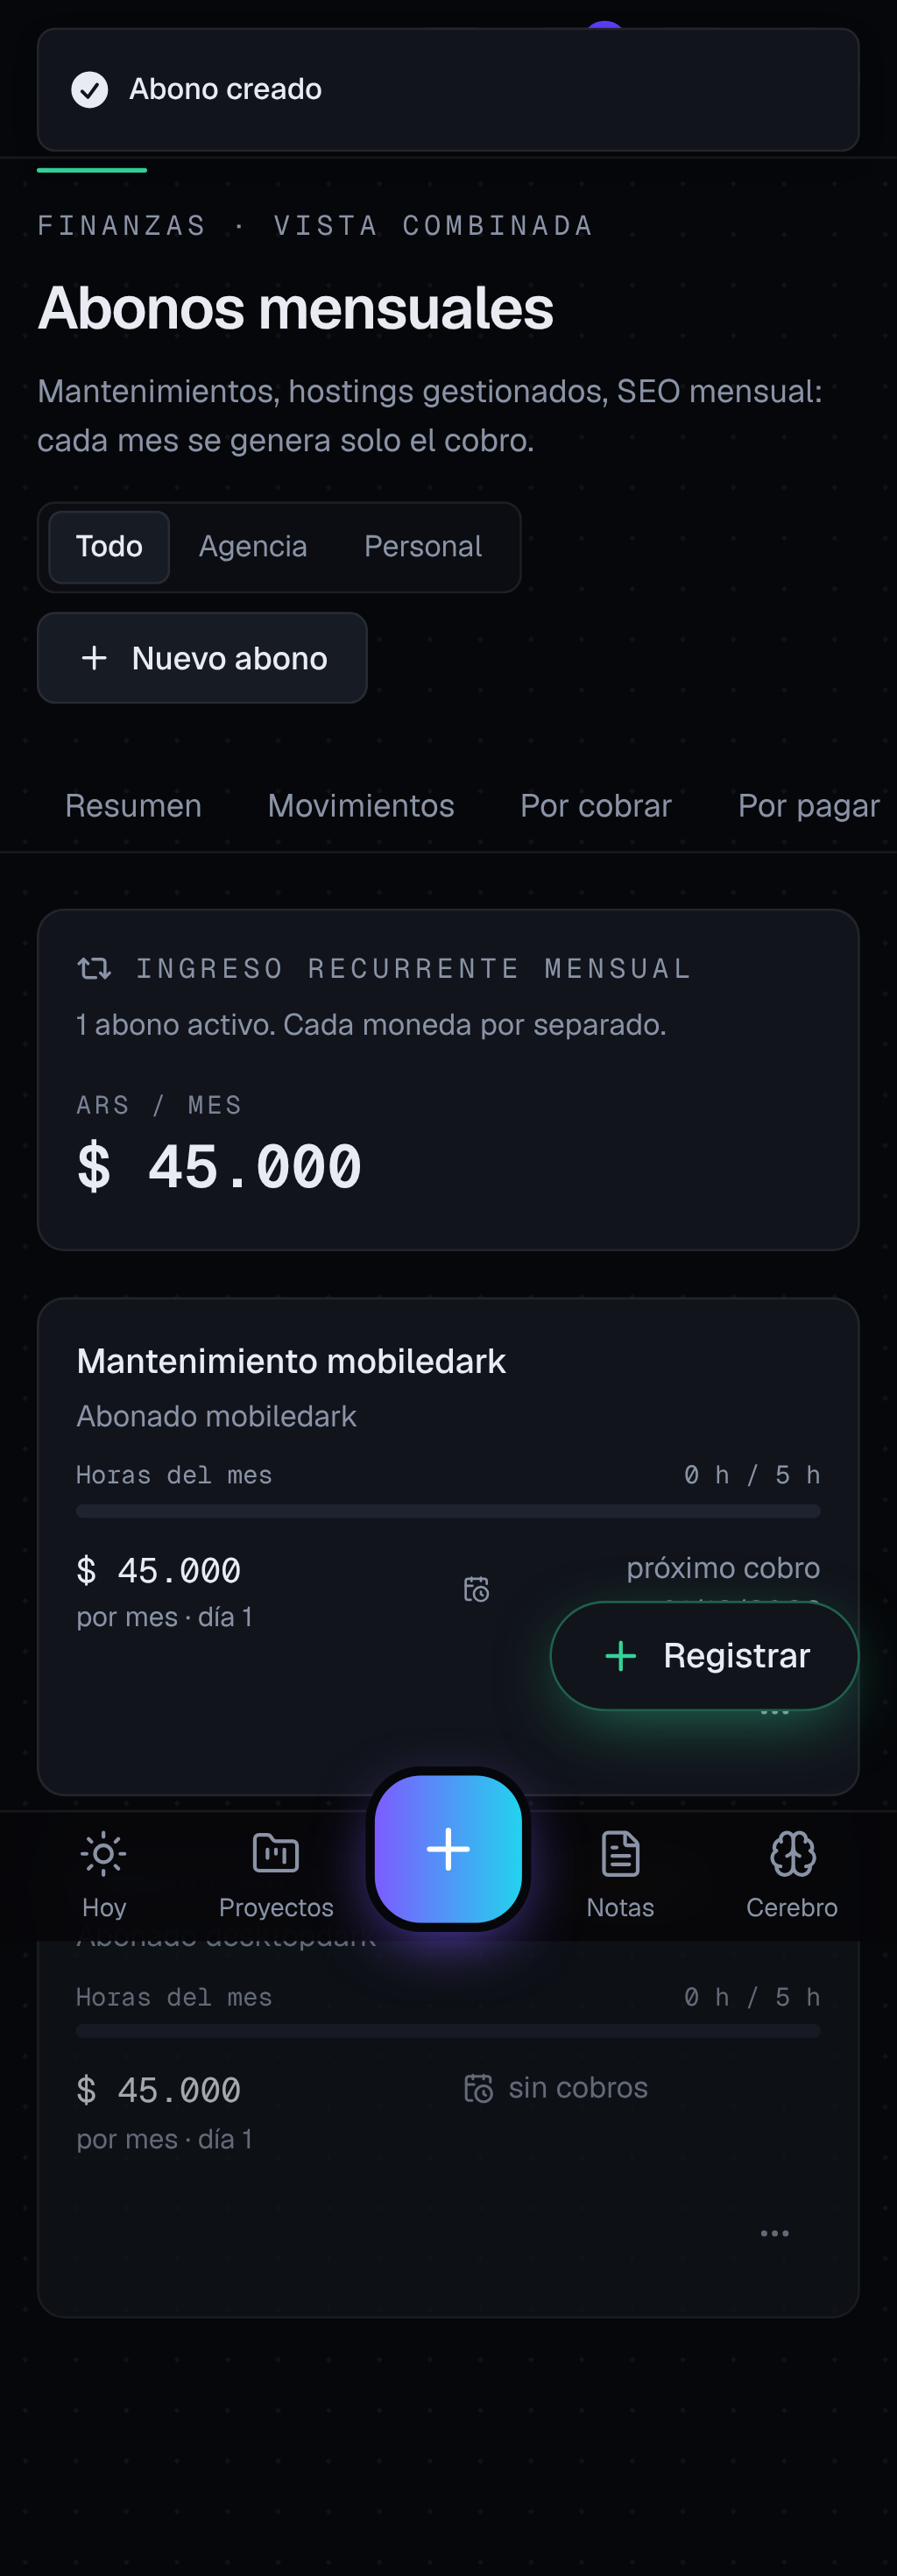 Abono creado
FINANZAS · VISTA COMBINADA
Abonos mensuales
Mantenimientos, hostings gestionados, SEO mensual:
cada mes se genera solo el cobro.
Todo Agencia Personal
+ Nuevo abono
Resumen Movimientos Por cobrar Por pagar
INGRESO RECURRENTE MENSUAL
1 abono activo. Cada moneda por separado.
ARS / MES
$ 45.000
Mantenimiento mobiledark
Abonado mobiledark
Horas del mes 0 h / 5 h
$ 45.000 próximo cobro
por mes · día 1
+ Registrar
Hoy Proyectos Notas Cerebro
Abonado desktopdark
Horas del mes 0 h / 5 h
$ 45.000 sin cobros
por mes · día 1